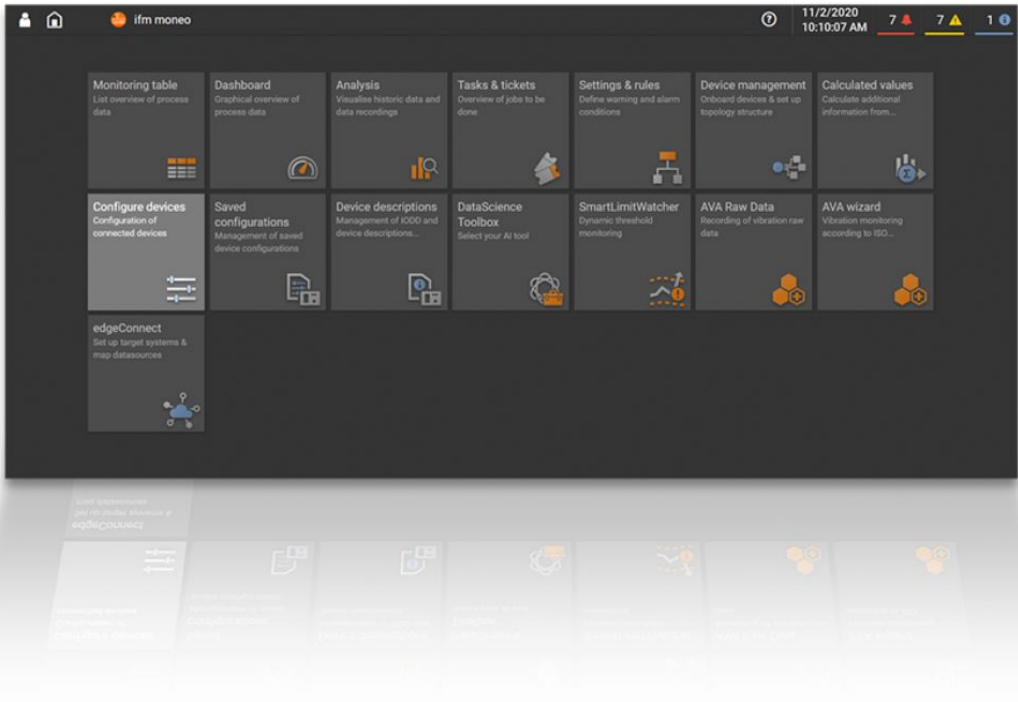 ifm moneo
11/2/2020
10:10:07 AM
7
7
1
Monitoring table
List overview of process
data
Dashboard
Graphical overview of
process data
Analysis
Visualise historic data and
data recordings
Tasks & tickets
Overview of jobs to be
done
Settings & rules
Define warning and alarm
conditions
Device management
Onboard devices & set up
topology structure
Calculated values
Calculate additional
information from...
Configure devices
Configuration of
connected devices
Saved
configurations
Management of saved
device configurations
Device descriptions
Management of IODD and
device descriptions...
DataScience
Toolbox
Select your AI tool
SmartLimitWatcher
Dynamic threshold
monitoring
AVA Raw Data
Recording of vibration raw
data
AVA wizard
Vibration monitoring
according to ISO...
edgeConnect
Set up target systems &
map datasources